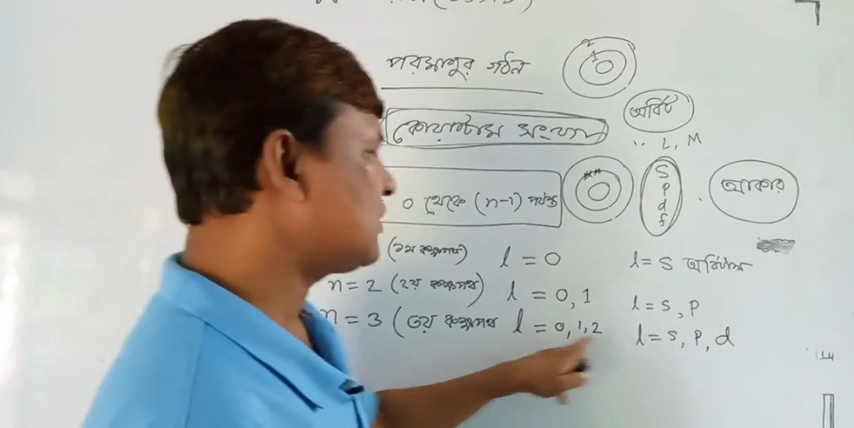 পরমাণুর গঠন
অর্বিট
কোয়ান্টাম সংখ্যা
L, M
0 থেকে (n-1) পর্যন্ত
s
p
d
f
আকার
(১ম কক্ষপথ) l = 0 l = s অরবিটাল
n = 2 (২য় কক্ষপথ) l = 0, 1 l = s, p
n = 3 (৩য় কক্ষপথ l = 0, 1, 2 l = s, p, d